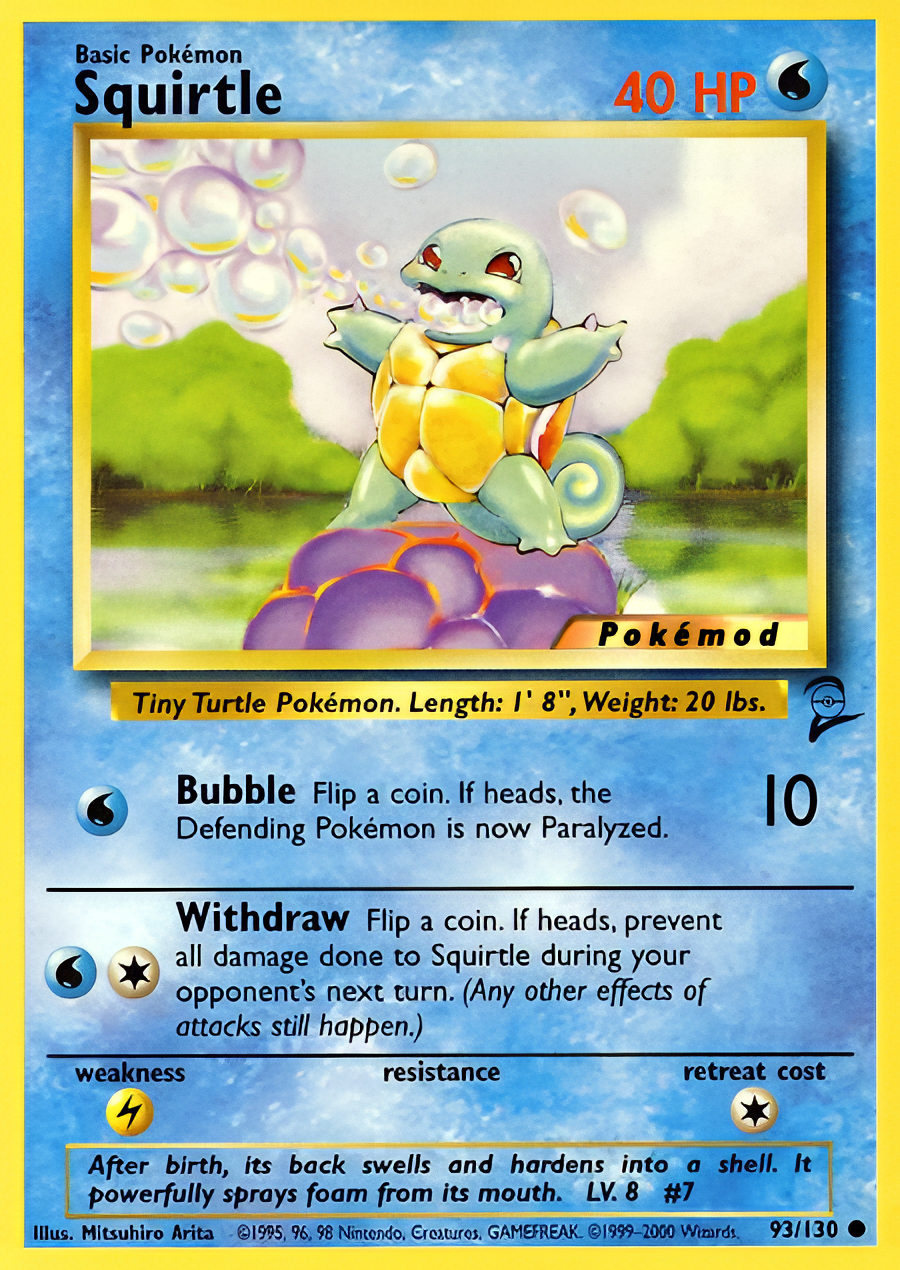 Basic Pokémon
Squirtle
40 HP
Pokémod
Tiny Turtle Pokémon. Length: 1' 8", Weight: 20 lbs.
Bubble Flip a coin. If heads, the
Defending Pokémon is now Paralyzed.
10
Withdraw Flip a coin. If heads, prevent
all damage done to Squirtle during your
opponent's next turn. (Any other effects of
attacks still happen.)
weakness resistance retreat cost
After birth, its back swells and hardens into a shell. It
powerfully sprays foam from its mouth. LV. 8 #7
Illus. Mitsuhiro Arita ©1995, 96, 98 Nintendo, Creatures, GAMEFREAK. ©1999–2000 Wizards. 93/130